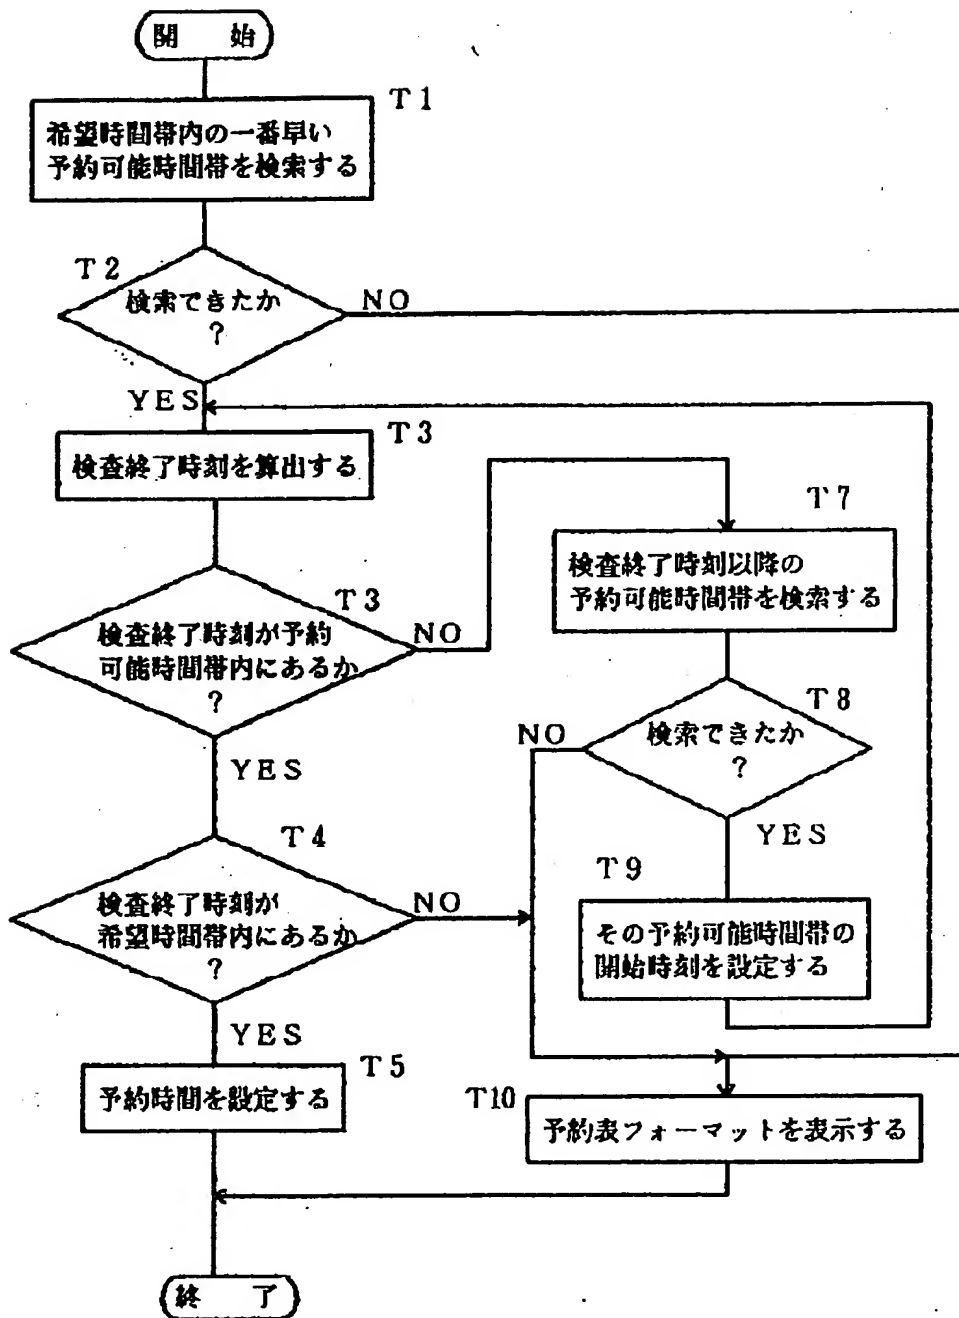 開　始
T1
希望時間帯内の一番早い
予約可能時間帯を検索する
T2
検索できたか
?
NO
YES
T3
検査終了時刻を算出する
T3
検査終了時刻が予約
可能時間帯内にあるか
?
NO
YES
T7
検査終了時刻以降の
予約可能時間帯を検索する
T8
検索できたか
?
NO
YES
T9
その予約可能時間帯の
開始時刻を設定する
T4
検査終了時刻が
希望時間帯内にあるか
?
NO
YES
T5
予約時間を設定する
T10
予約表フォーマットを表示する
終　了